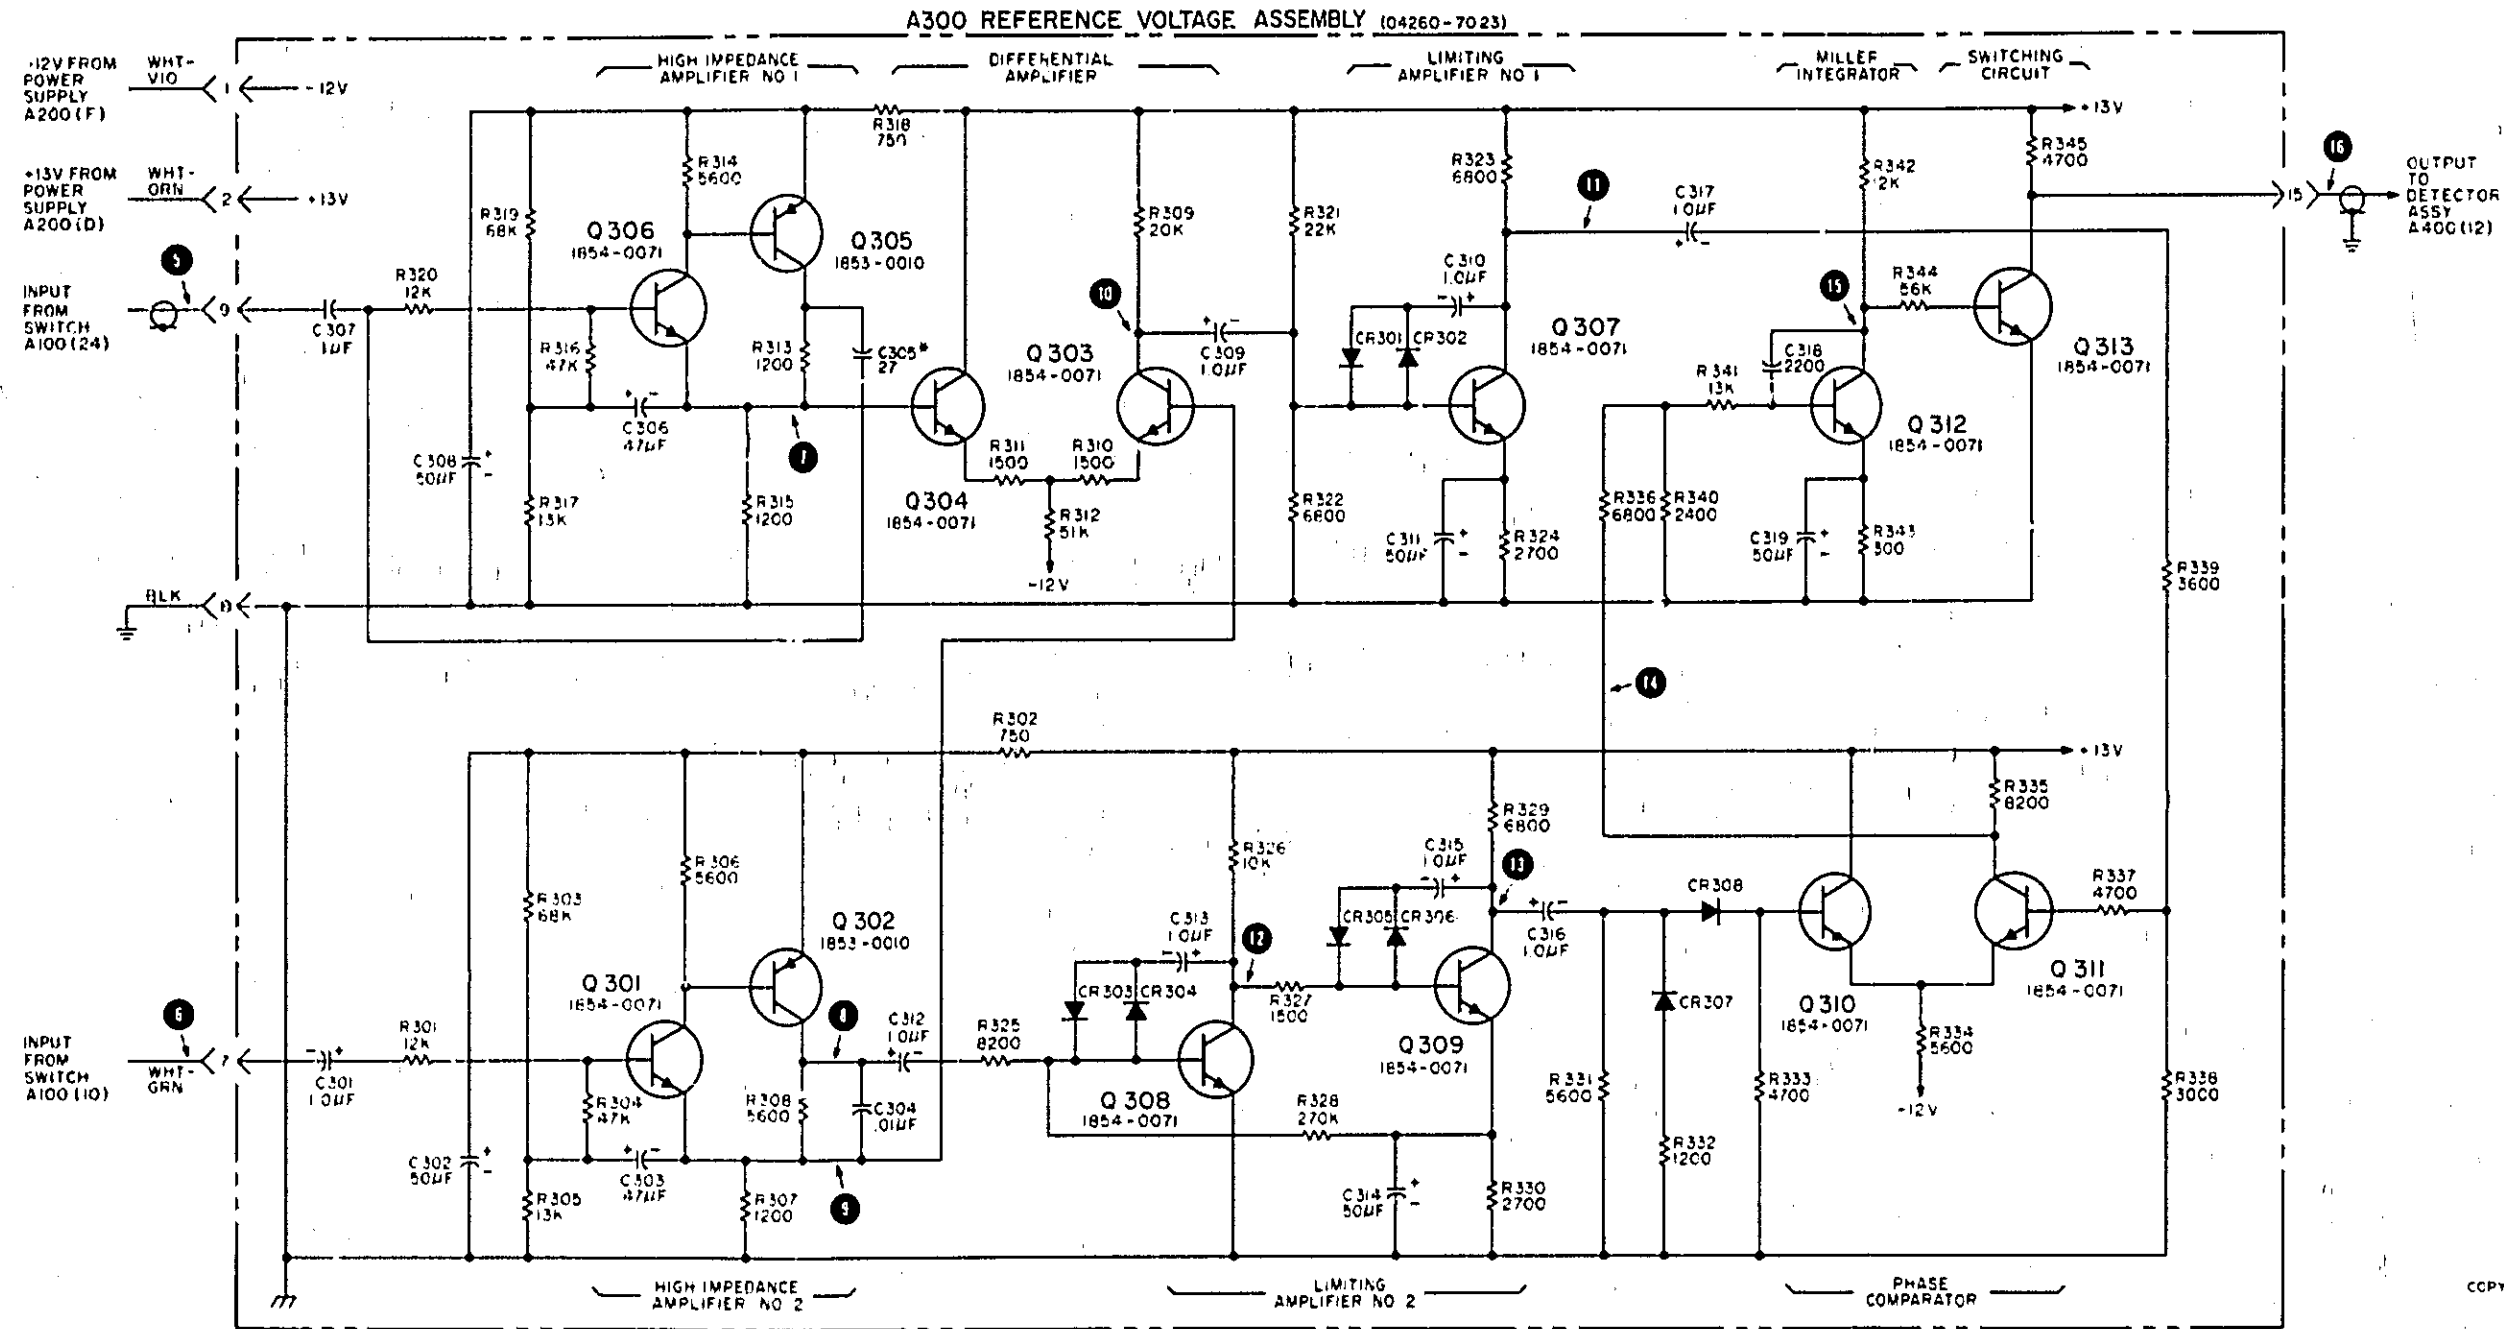 A300 REFERENCE VOLTAGE ASSEMBLY (04260-7023)
HIGH IMPEDANCE
AMPLIFIER NO 1
DIFFERENTIAL
AMPLIFIER
LIMITING
AMPLIFIER NO 1
MILLER
INTEGRATOR
SWITCHING
CIRCUIT
-12V FROM
POWER
SUPPLY
A200(F)
WHT-
VIO
1
-12V
+13V FROM
POWER
SUPPLY
A200(D)
WHT-
ORN
2
+13V
INPUT
FROM
SWITCH
A100(24)
5
9
C307
1µF
R320
12K
R319
68K
R314
5600
R318
750
Q306
1854-0071
Q305
1853-0010
R316
47K
C306
47µF
R313
1200
C305*
27
7
C308
50µF
R317
13K
R315
1200
Q304
1854-0071
R311
1500
R310
1500
R312
51K
-12V
Q303
1854-0071
R309
20K
10
C309
1.0µF
R321
22K
R322
6800
CR301
CR302
C310
1.0µF
R323
6800
11
C317
1.0µF
Q307
1854-0071
C311
50µF
R324
2700
R336
6800
R340
2400
R341
13K
C318
2200
15
R342
12K
R344
56K
Q312
1854-0071
C319
50µF
R343
300
R345
4700
+13V
Q313
1854-0071
15
16
OUTPUT
TO
DETECTOR
ASSY
A400(12)
R339
3600
BLK
14
R302
750
+13V
R303
68K
R306
5600
Q302
1853-0010
Q301
1854-0071
INPUT
FROM
SWITCH
A100(10)
6
WHT-
GRN
7
C301
1.0µF
R301
12K
R304
47K
C303
47µF
C302
50µF
R305
13K
R308
5600
R307
1200
8
C304
.01µF
9
C312
1.0µF
R325
8200
CR303
CR304
C313
1.0µF
R326
10K
12
R327
1500
Q308
1854-0071
R328
270K
CR305
CR306
C315
1.0µF
R329
6800
13
C316
1.0µF
Q309
1854-0071
C314
50µF
R330
2700
R331
5600
CR307
R332
1200
CR308
R333
4700
Q310
1854-0071
R334
5600
-12V
Q311
1854-0071
R335
8200
R337
4700
R338
3000
HIGH IMPEDANCE
AMPLIFIER NO 2
LIMITING
AMPLIFIER NO 2
PHASE
COMPARATOR
COPY